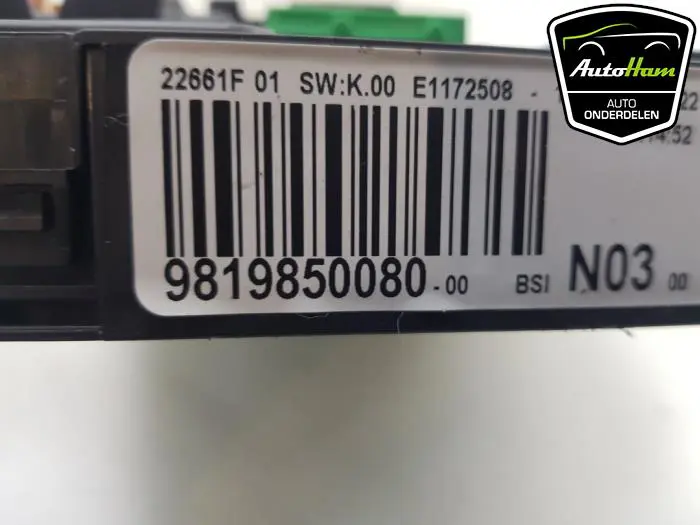 22661F 01 SW:K.00 E1172508 -
9819850080-00 BSI N03 00
AutoHam
AUTO
ONDERDELEN